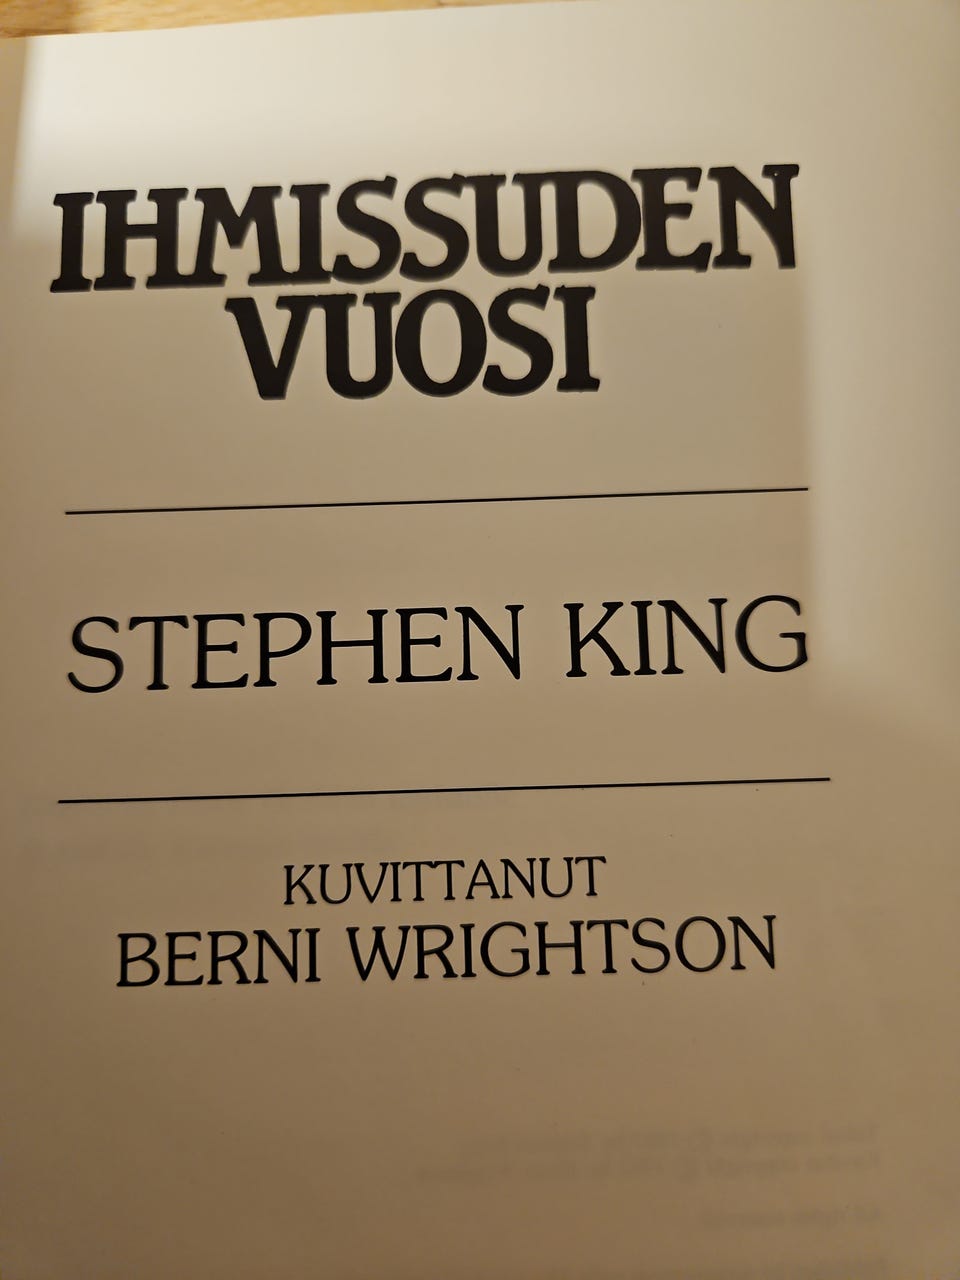 IHMISSUDEN
VUOSI
STEPHEN KING
KUVITTANUT
BERNI WRIGHTSON